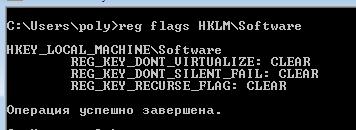 C:\Users\poly>reg flags HKLM\Software
HKEY_LOCAL_MACHINE\Software
REG_KEY_DONT_VIRTUALIZE: CLEAR
REG_KEY_DONT_SILENT_FAIL: CLEAR
REG_KEY_RECURSE_FLAG: CLEAR
Операция успешно завершена.